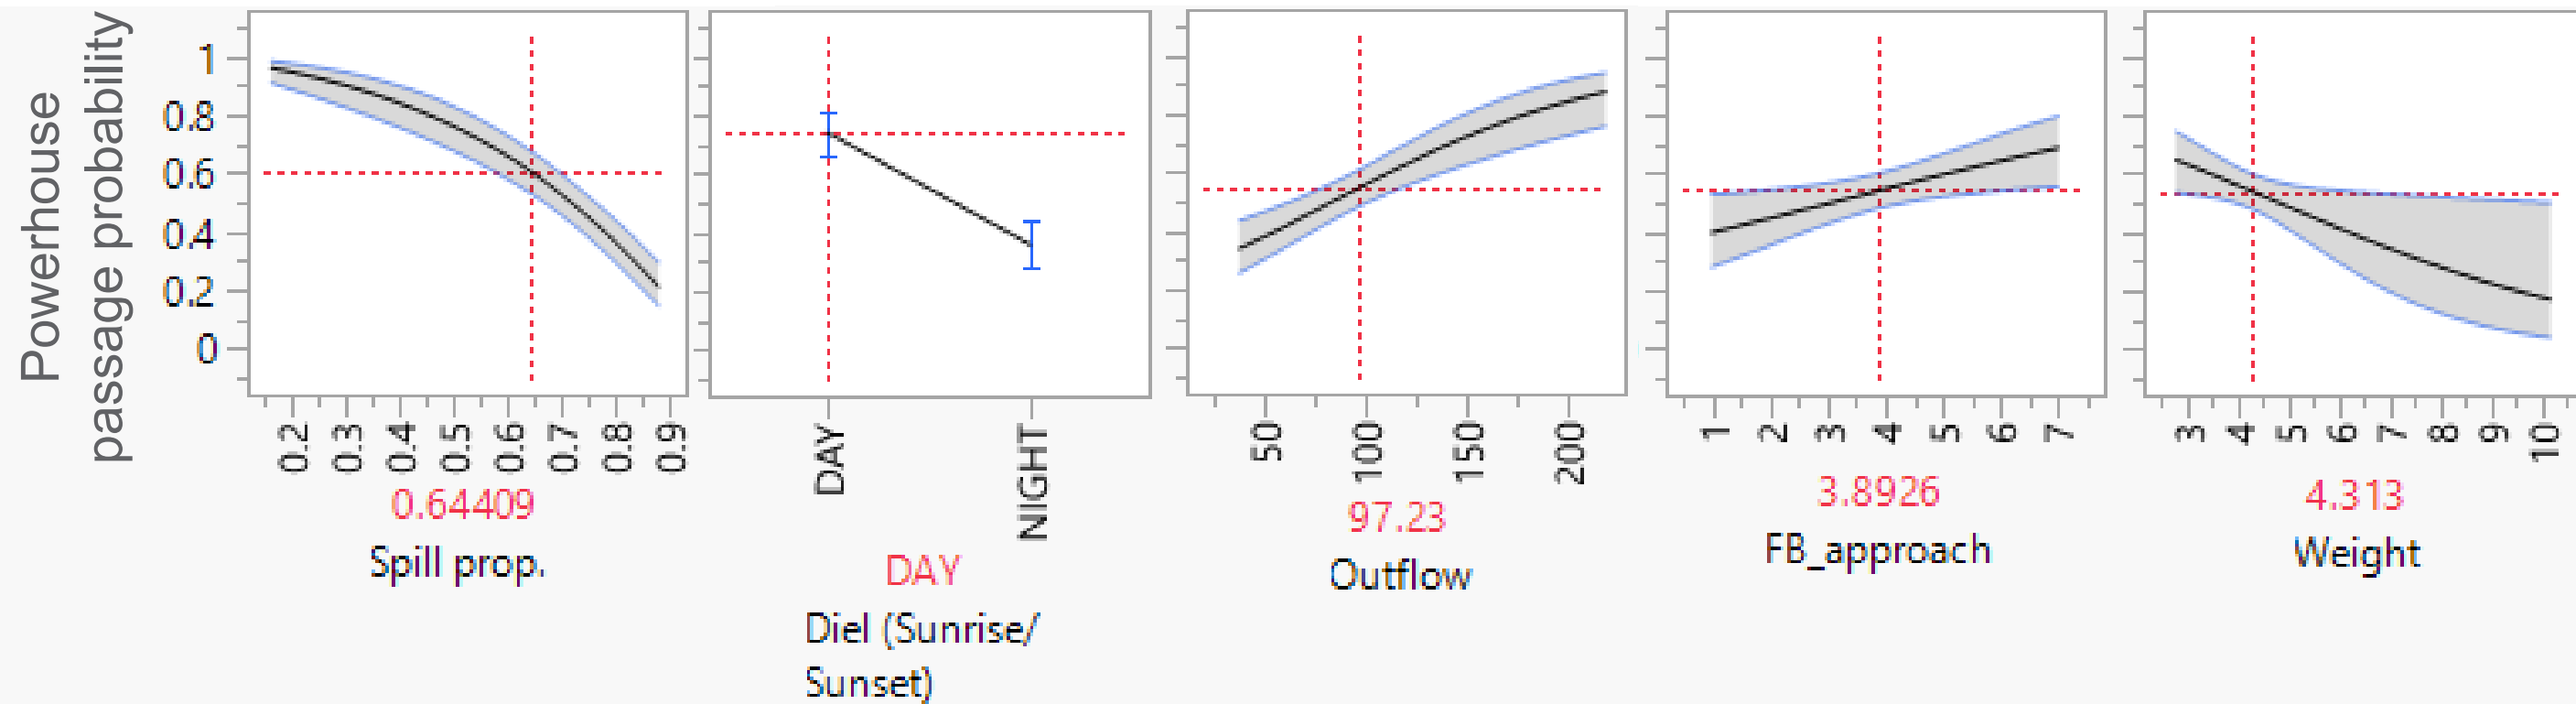 Powerhouse
passage probability
1
0.8
0.6
0.4
0.2
0
0.2 0.3 0.4 0.5 0.6 0.7 0.8 0.9
0.64409
Spill prop.
DAY NIGHT
DAY
Diel (Sunrise/
Sunset)
50 100 150 200
97.23
Outflow
1 2 3 4 5 6 7
3.8926
FB_approach
3 4 5 6 7 8 9 10
4.313
Weight